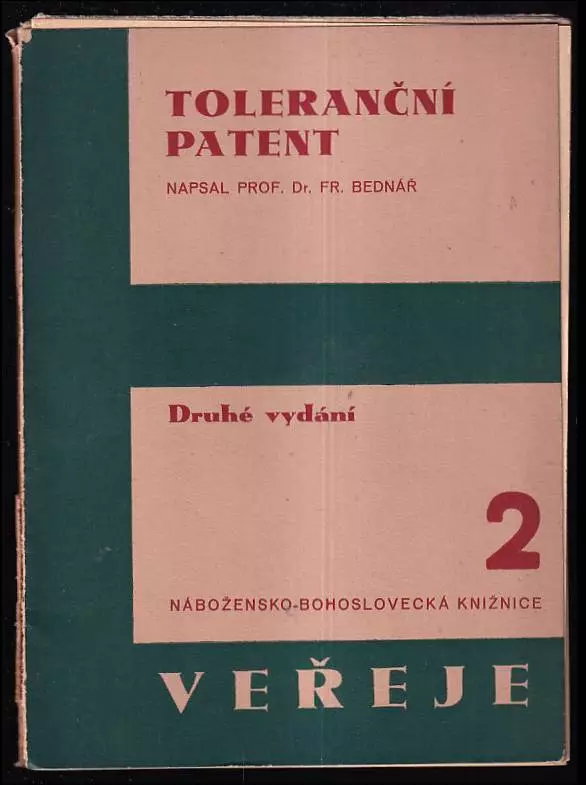 TOLERANČNÍ
PATENT
NAPSAL PROF. Dr. FR. BEDNÁŘ
Druhé vydání
2
NÁBOŽENSKO-BOHOSLOVECKÁ KNIŽNICE
VEŘEJE